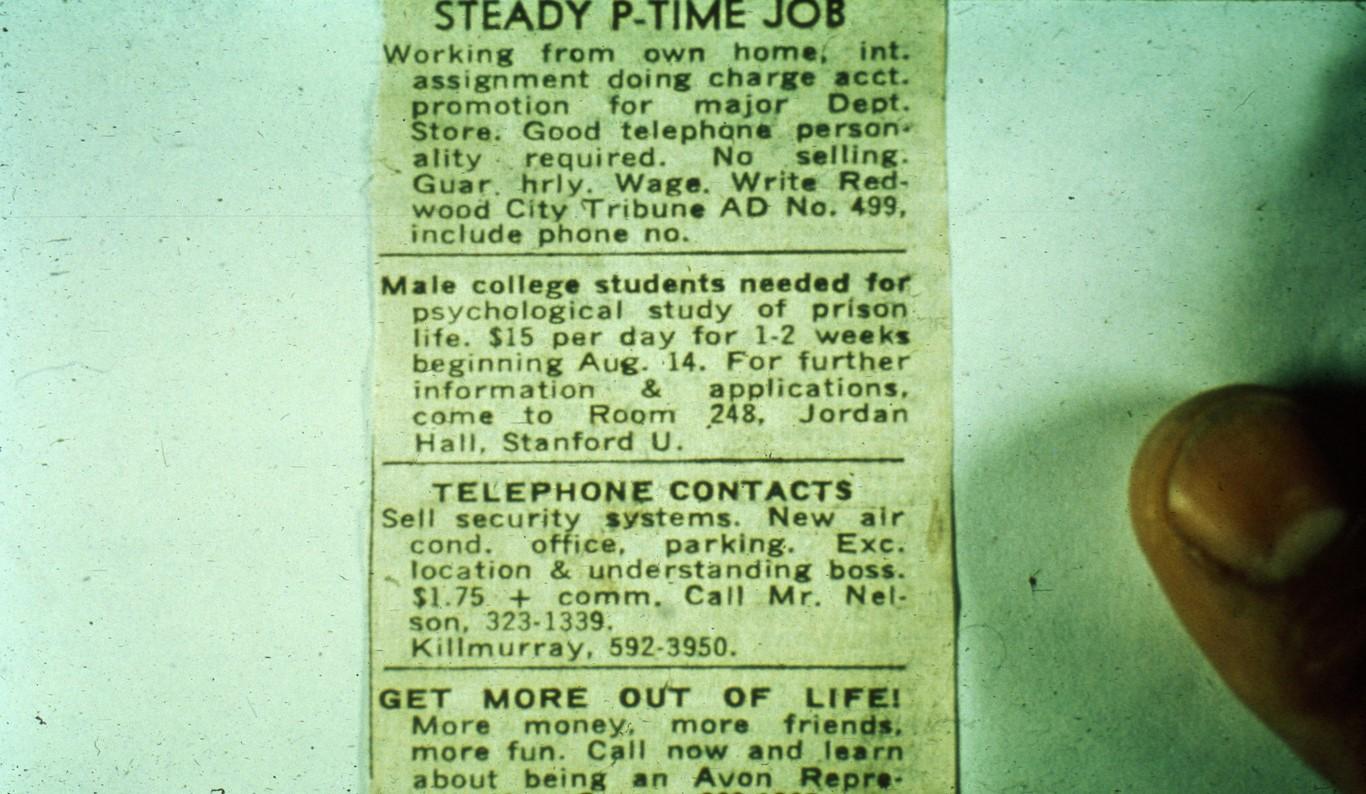 STEADY P-TIME JOB
Working from own home, int.
assignment doing charge acct.
promotion for major Dept.
Store. Good telephone person-
ality required. No selling.
Guar. hrly. Wage. Write Red-
wood City Tribune AD No. 499,
include phone no.
Male college students needed for
psychological study of prison
life. $15 per day for 1-2 weeks
beginning Aug. 14. For further
information & applications,
come to Room 248, Jordan
Hall, Stanford U.
TELEPHONE CONTACTS
Sell security systems. New air
cond. office, parking. Exc.
location & understanding boss.
$1.75 + comm. Call Mr. Nel-
son, 323-1339.
Killmurray, 592-3950.
GET MORE OUT OF LIFE!
More money, more friends,
more fun. Call now and learn
about being an Avon Repre-